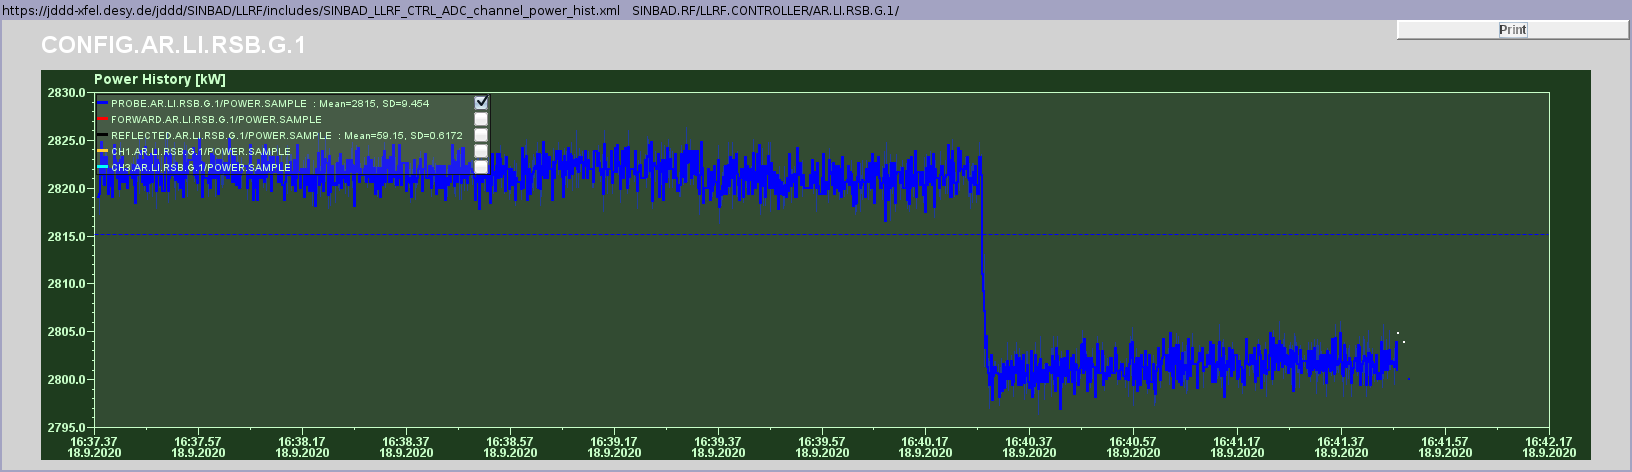 https://jddd-xfel.desy.de/jddd/SINBAD/LLRF/includes/SINBAD_LLRF_CTRL_ADC_channel_power_hist.xml SINBAD.RF/LLRF.CONTROLLER/AR.LI.RSB.G.1/
Print
CONFIG.AR.LI.RSB.G.1
Power History [kW]
2830.0
PROBE.AR.LI.RSB.G.1/POWER.SAMPLE : Mean=2815, SD=9.454
FORWARD.AR.LI.RSB.G.1/POWER.SAMPLE
REFLECTED.AR.LI.RSB.G.1/POWER.SAMPLE : Mean=59.15, SD=0.6172
CH1.AR.LI.RSB.G.1/POWER.SAMPLE
CH3.AR.LI.RSB.G.1/POWER.SAMPLE
2825.0
2820.0
2815.0
2810.0
2805.0
2800.0
2795.0
16:37.37 16:37.57 16:38.17 16:38.37 16:38.57 16:39.17 16:39.37 16:39.57 16:40.17 16:40.37 16:40.57 16:41.17 16:41.37 16:41.57 16:42.17
18.9.2020 18.9.2020 18.9.2020 18.9.2020 18.9.2020 18.9.2020 18.9.2020 18.9.2020 18.9.2020 18.9.2020 18.9.2020 18.9.2020 18.9.2020 18.9.2020 18.9.2020